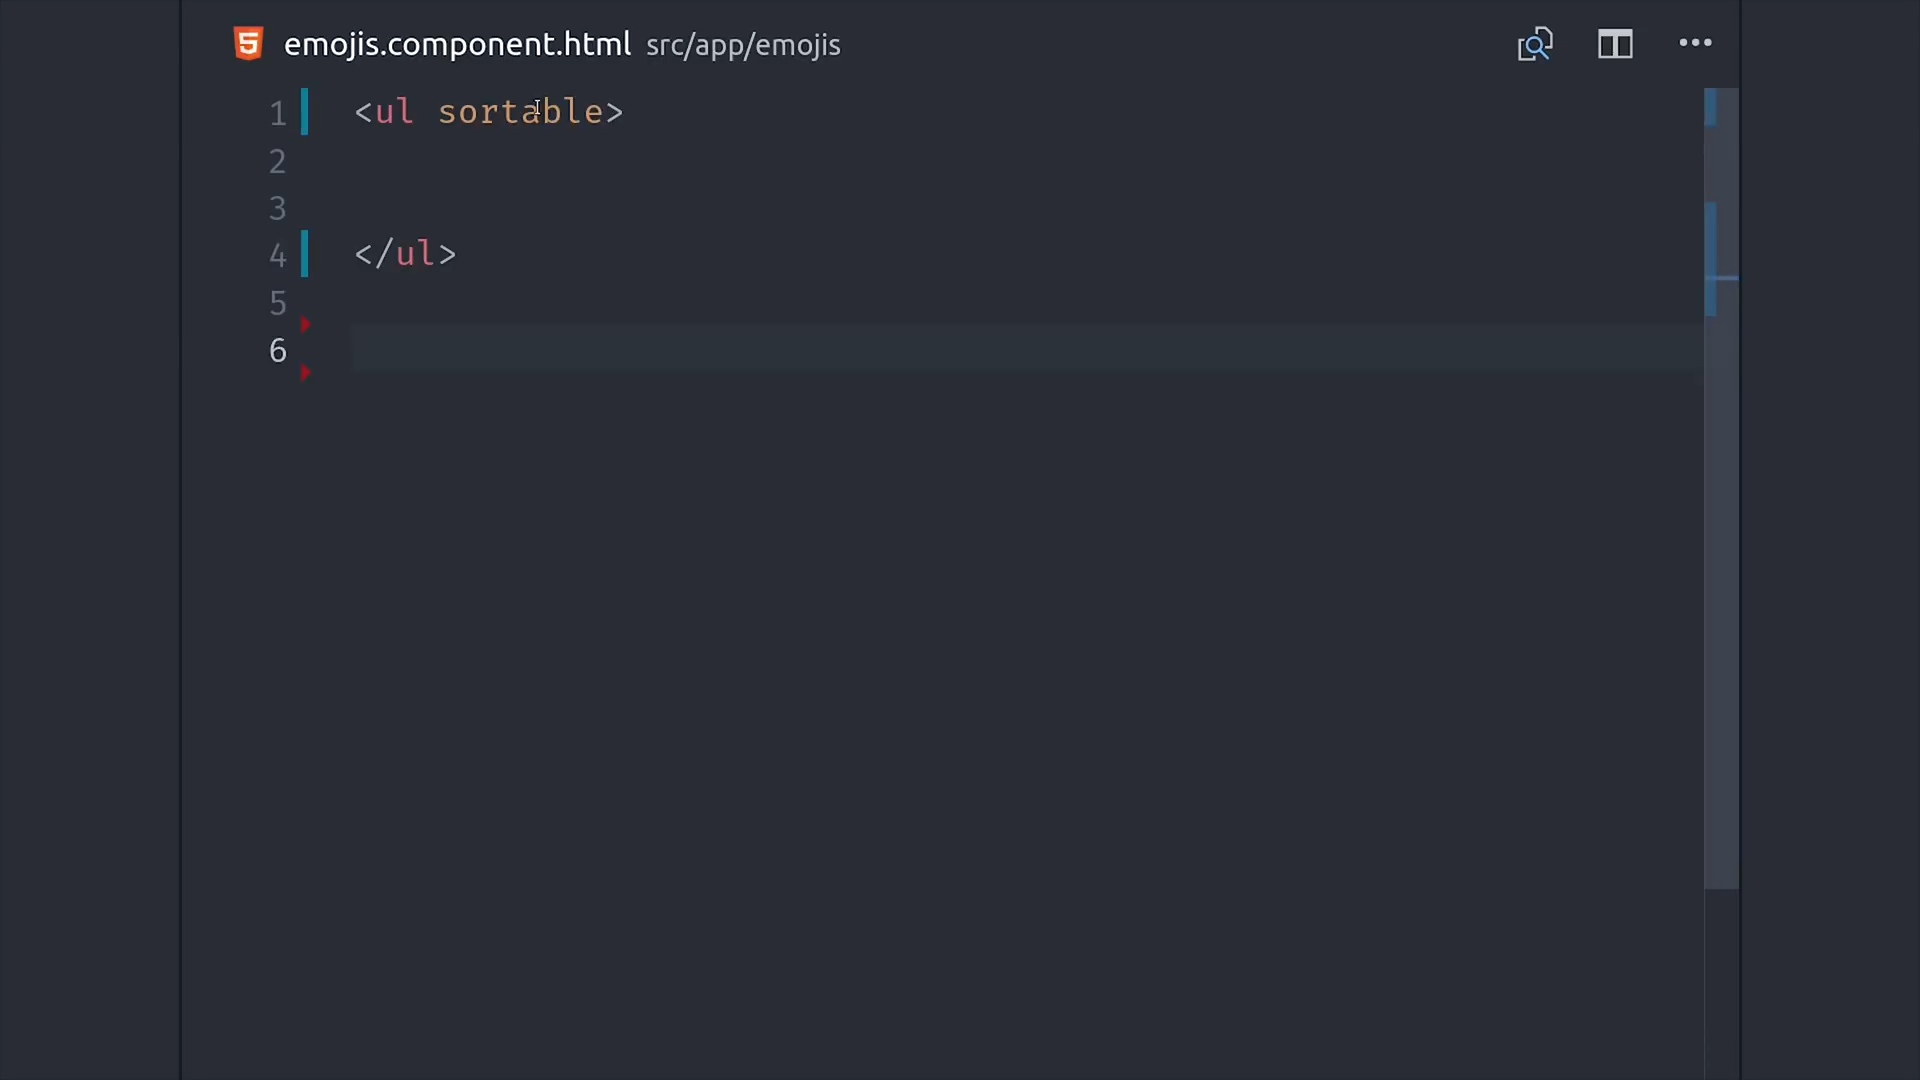 emojis.component.html src/app/emojis
1 <ul sortable>
2
3
4 </ul>
5
6